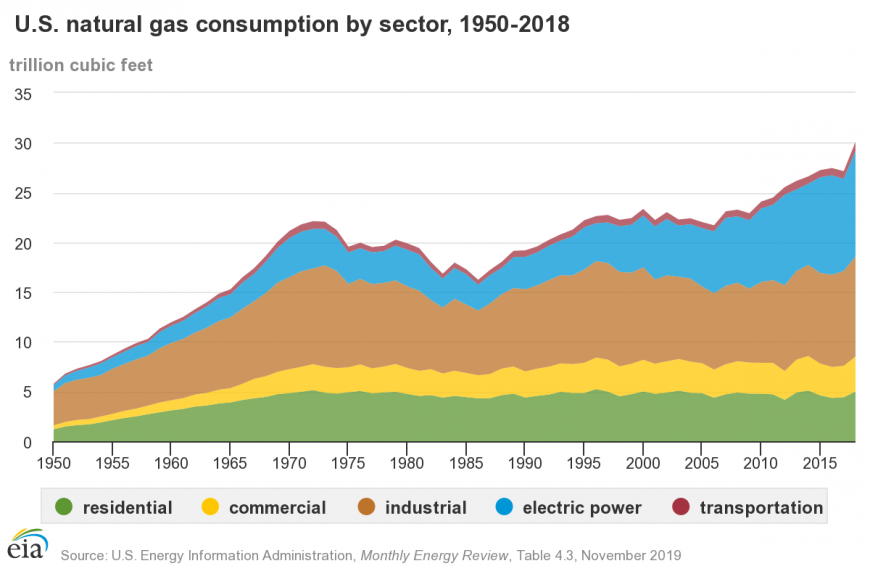 U.S. natural gas consumption by sector, 1950-2018
trillion cubic feet
35
30
25
20
15
10
5
0
1950 1955 1960 1965 1970 1975 1980 1985 1990 1995 2000 2005 2010 2015
residential commercial industrial electric power transportation
eia Source: U.S. Energy Information Administration, Monthly Energy Review, Table 4.3, November 2019